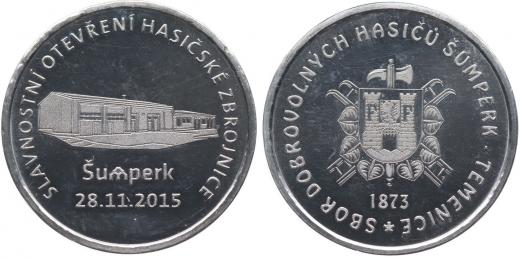 SLAVNOSTNÍ OTEVŘENÍ HASIČSKÉ ZBROJNICE
Šumperk
28.11.2015
SBOR DOBROVOLNÝCH HASIČŮ ŠUMPERK - TEMENICE *
1873